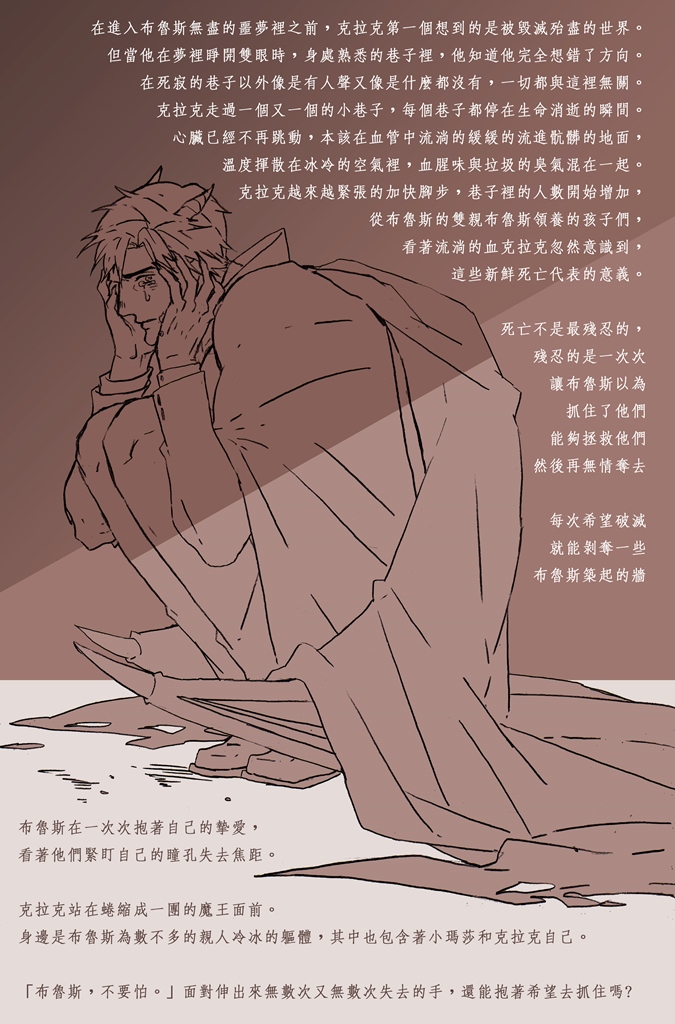 在進入布魯斯無盡的噩夢裡之前，克拉克第一個想到的是被毀滅殆盡的世界。
但當他在夢裡睜開雙眼時，身處熟悉的巷子裡，他知道他完全想錯了方向。
在死寂的巷子以外像是有人聲又像是什麼都沒有，一切都與這裡無關。
克拉克走過一個又一個的小巷子，每個巷子都停在生命消逝的瞬間。
心臟已經不再跳動，本該在血管中流淌的緩緩的流進骯髒的地面，
溫度揮散在冰冷的空氣裡，血腥味與垃圾的臭氣混在一起。
克拉克越來越緊張的加快腳步，巷子裡的人數開始增加，
從布魯斯的雙親布魯斯領養的孩子們，
看著流淌的血克拉克忽然意識到，
這些新鮮死亡代表的意義。
死亡不是最殘忍的，
殘忍的是一次次
讓布魯斯以為
抓住了他們
能夠拯救他們
然後再無情奪去
每次希望破滅
就能剝奪一些
布魯斯築起的牆
布魯斯在一次次抱著自己的摯愛，
看著他們緊盯自己的瞳孔失去焦距。
克拉克站在蜷縮成一團的魔王面前。
身邊是布魯斯為數不多的親人冷冰的軀體，其中也包含著小瑪莎和克拉克自己。
「布魯斯，不要怕。」面對伸出來無數次又無數次失去的手，還能抱著希望去抓住嗎？